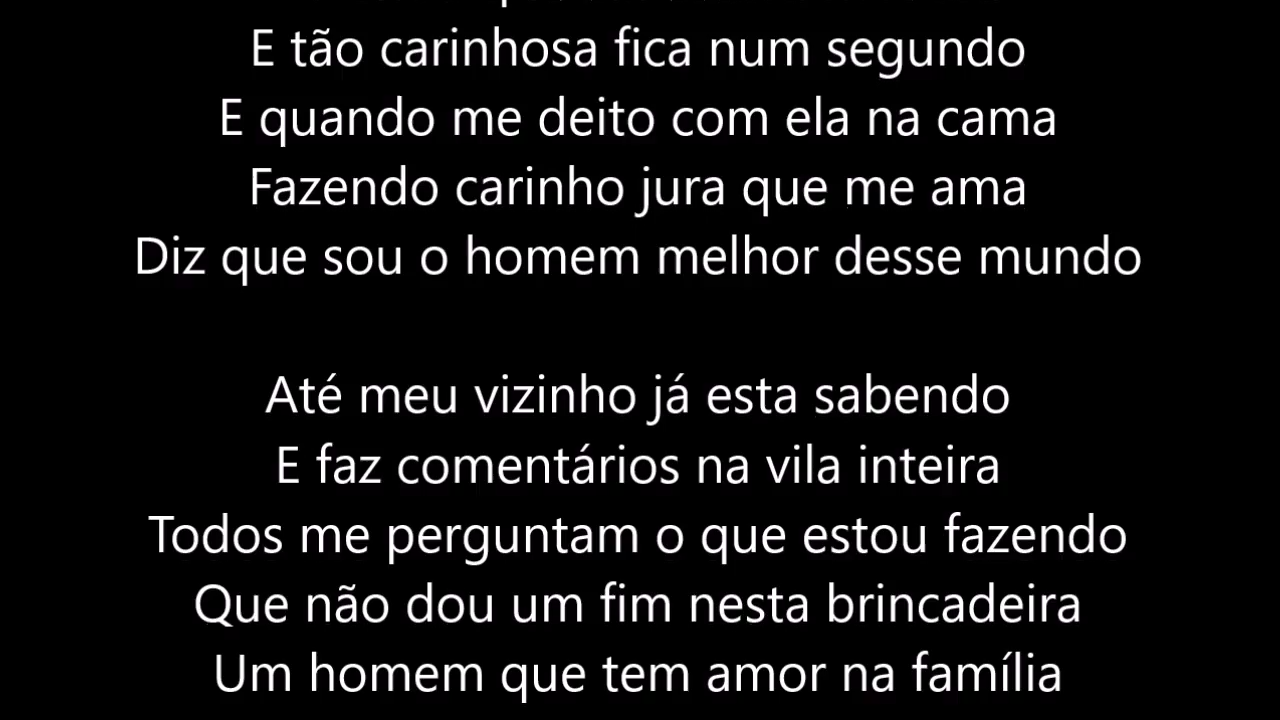 E tão carinhosa fica num segundo
E quando me deito com ela na cama
Fazendo carinho jura que me ama
Diz que sou o homem melhor desse mundo
Até meu vizinho já esta sabendo
E faz comentários na vila inteira
Todos me perguntam o que estou fazendo
Que não dou um fim nesta brincadeira
Um homem que tem amor na família